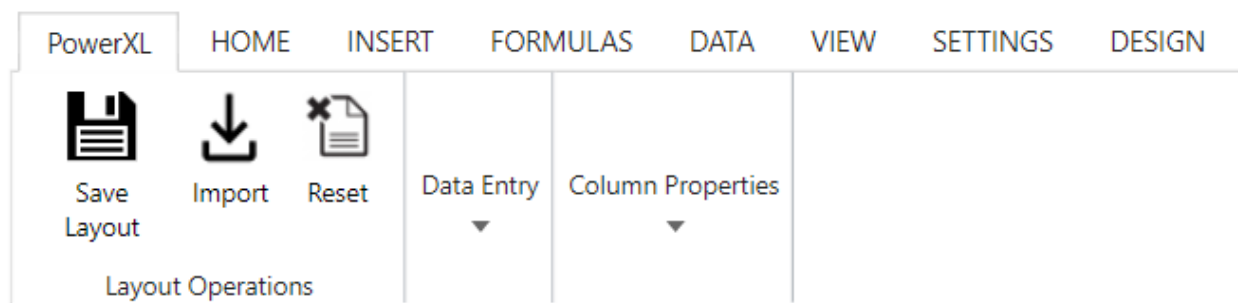 PowerXL HOME INSERT FORMULAS DATA VIEW SETTINGS DESIGN
Save Layout
Import
Reset
Layout Operations
Data Entry
Column Properties